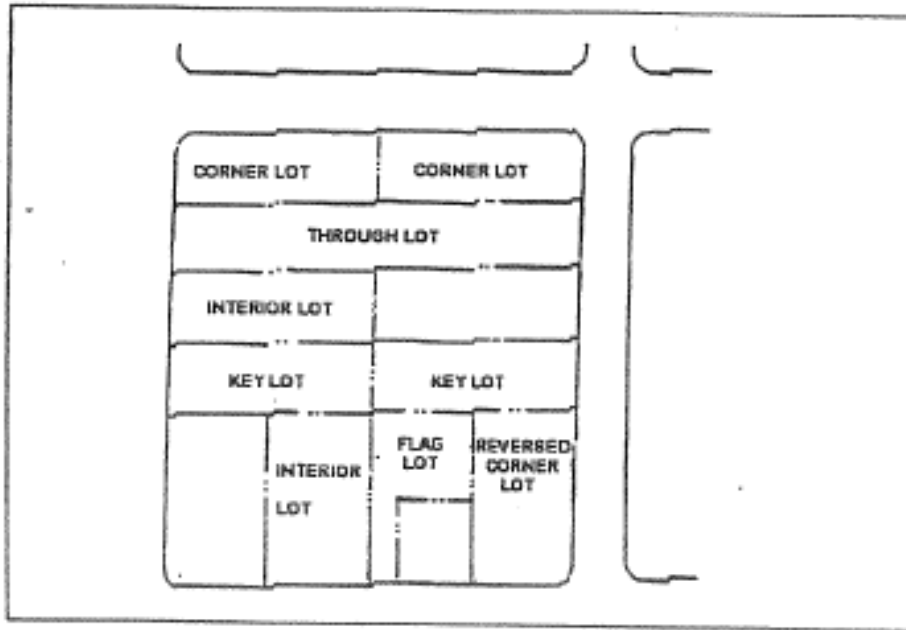 CORNER LOT
CORNER LOT
THROUGH LOT
INTERIOR LOT
KEY LOT
KEY LOT
FLAG
LOT
REVERSED
CORNER
LOT
INTERIOR
LOT